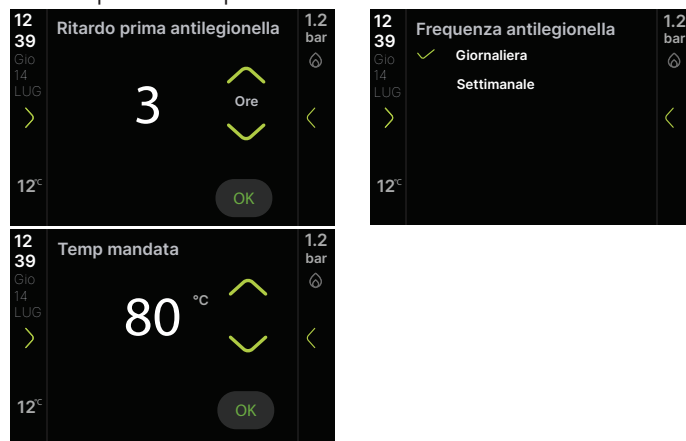 12
39
Gio
14
LUG
12°C
Ritardo prima antilegionella
3
Ore
OK
1.2
bar
12
39
Gio
14
LUG
12°C
Frequenza antilegionella
Giornaliera
Settimanale
1.2
bar
12
39
Gio
14
LUG
12°C
Temp mandata
80 °C
OK
1.2
bar